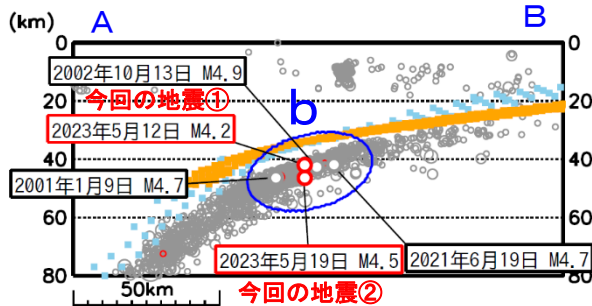 A
B
(km)
0
0
2002年10月13日 M4.9
今回の地震①
b
20
20
2023年5月12日 M4.2
40
40
2001年1月9日 M4.7
60
60
2023年5月19日 M4.5
2021年6月19日 M4.7
80
80
50km
今回の地震②